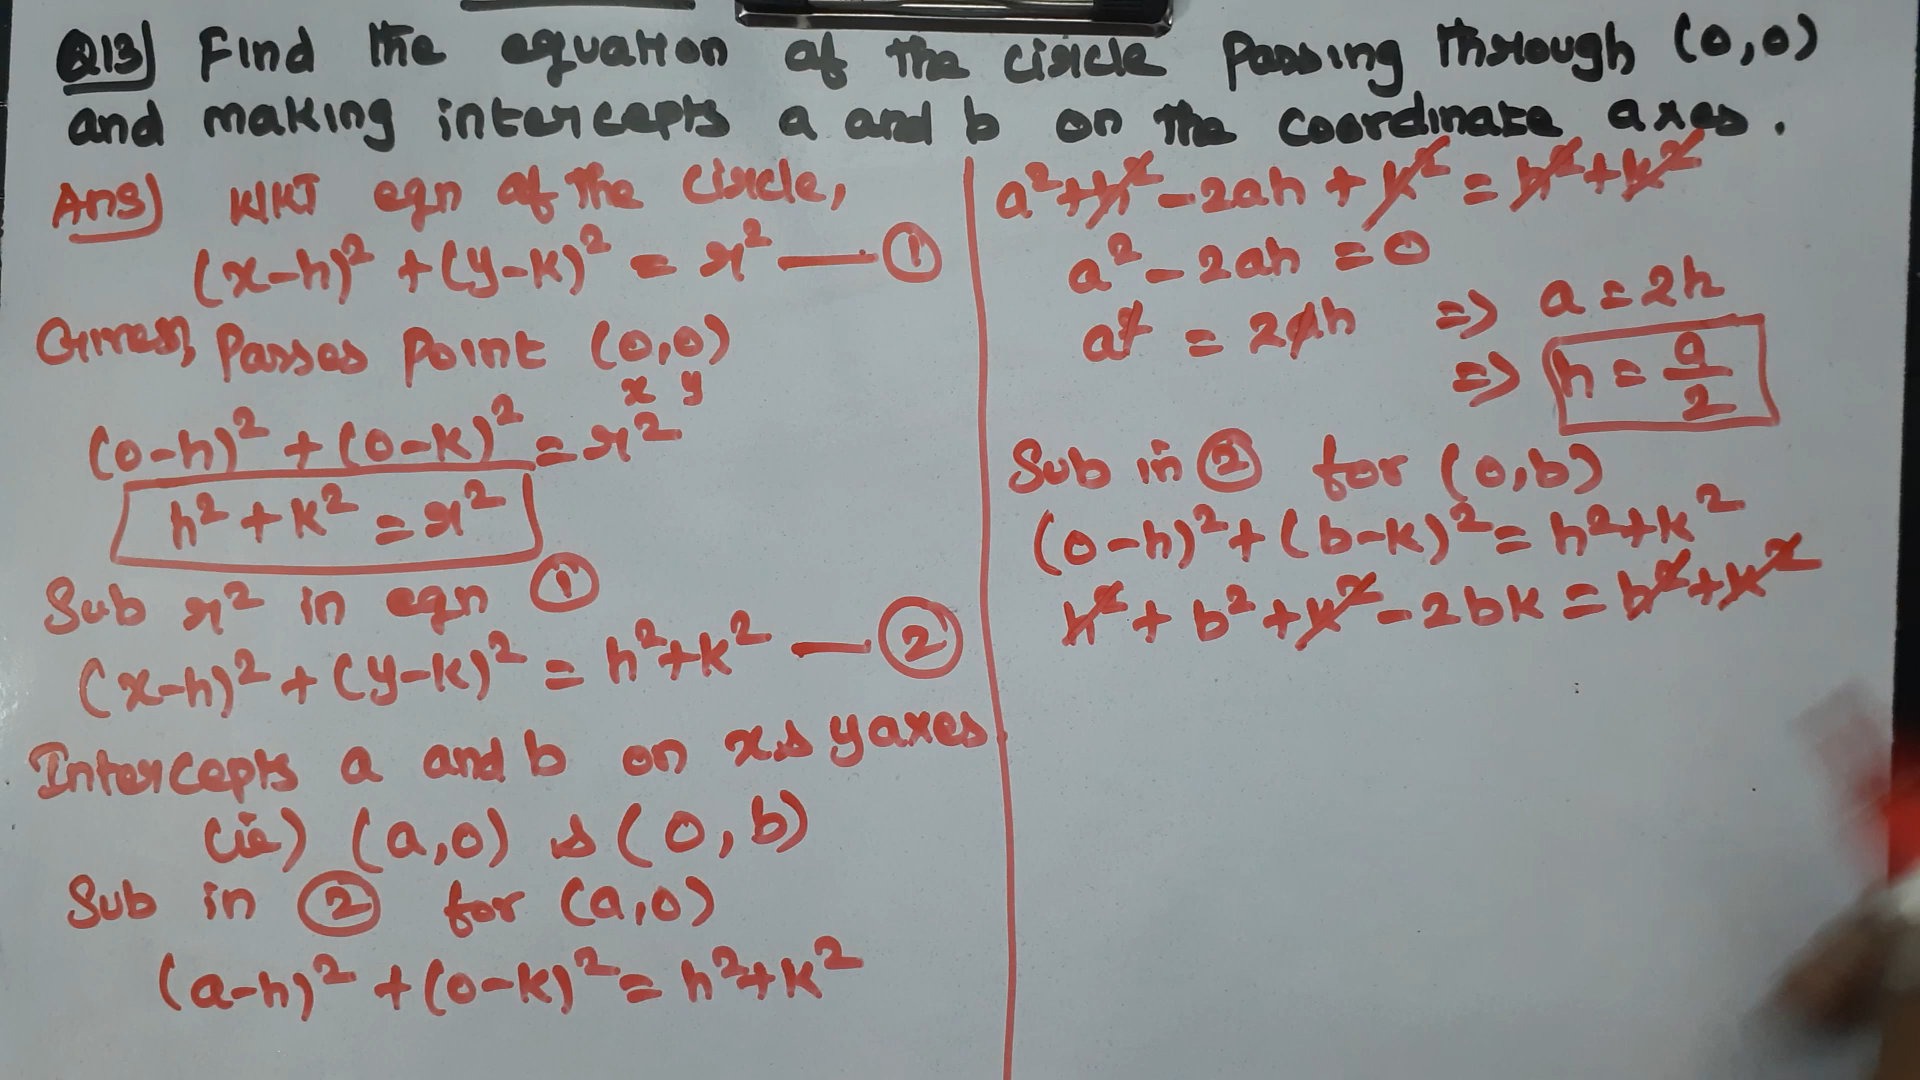 Q13) Find the equation of the circle passing through (0,0)
and making intercepts a and b on the coordinate axes.
Ans) WKT eqn of the circle,
(x-h)² + (y-k)² = r² — ①
Given, Passes Point (0,0)
x y
(0-h)² + (0-k)² = r²
h² + k² = r²
Sub r² in eqn ①
(x-h)² + (y-k)² = h²+k² — ②
Intercepts a and b on x & y axes.
(ie) (a,0) & (0,b)
Sub in ② for (a,0)
(a-h)² + (0-k)² = h²+k²
a²+h²-2ah + k² = h²+k²
a² - 2ah = 0
a² = 2ah => a = 2h
=> h = a/2
Sub in ② for (0,b)
(0-h)² + (b-k)² = h²+k²
h² + b² + k² - 2bk = h²+k²